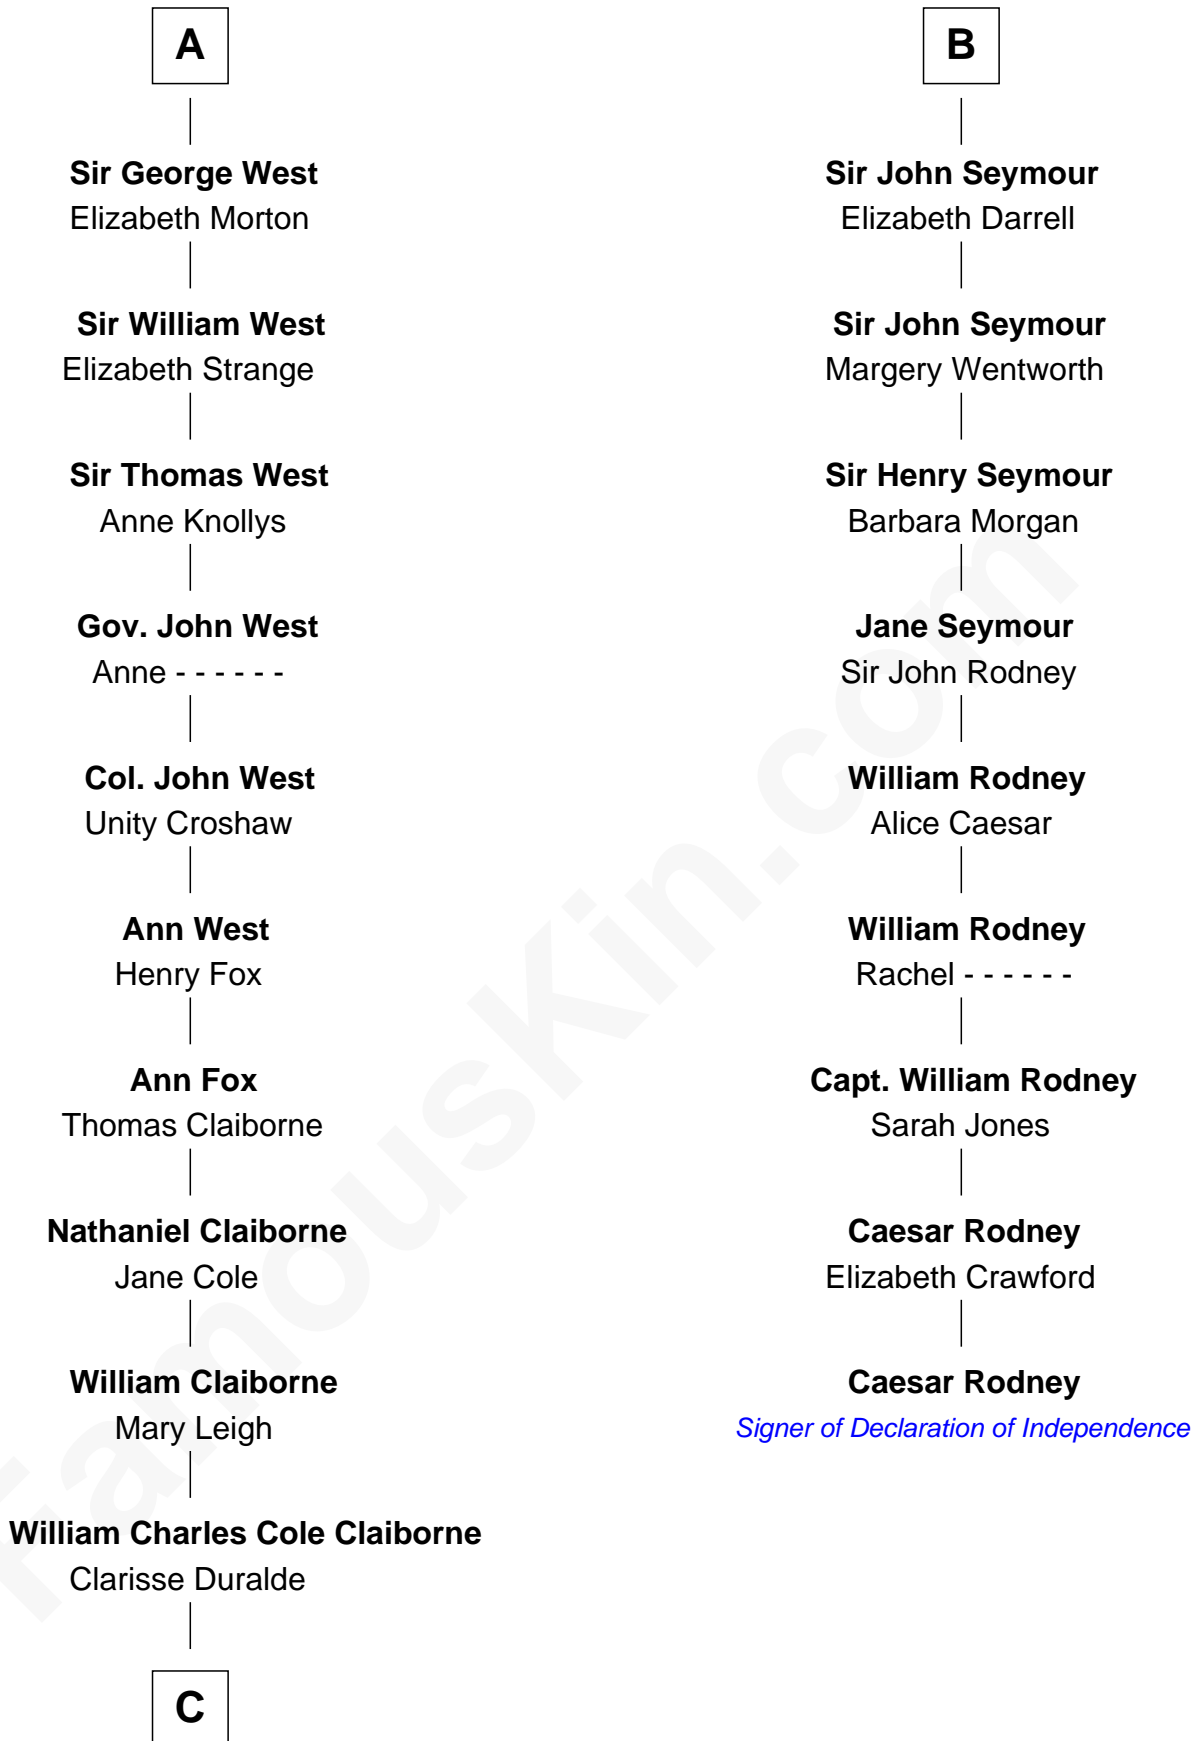 A
Sir George West
Elizabeth Morton
Sir William West
Elizabeth Strange
Sir Thomas West
Anne Knollys
Gov. John West
Anne - - - - - -
Col. John West
Unity Croshaw
Ann West
Henry Fox
Ann Fox
Thomas Claiborne
Nathaniel Claiborne
Jane Cole
William Claiborne
Mary Leigh
William Charles Cole Claiborne
Clarisse Duralde
C
B
Sir John Seymour
Elizabeth Darrell
Sir John Seymour
Margery Wentworth
Sir Henry Seymour
Barbara Morgan
Jane Seymour
Sir John Rodney
William Rodney
Alice Caesar
William Rodney
Rachel - - - - - -
Capt. William Rodney
Sarah Jones
Caesar Rodney
Elizabeth Crawford
Caesar Rodney
Signer of Declaration of Independence
FamousKin.com